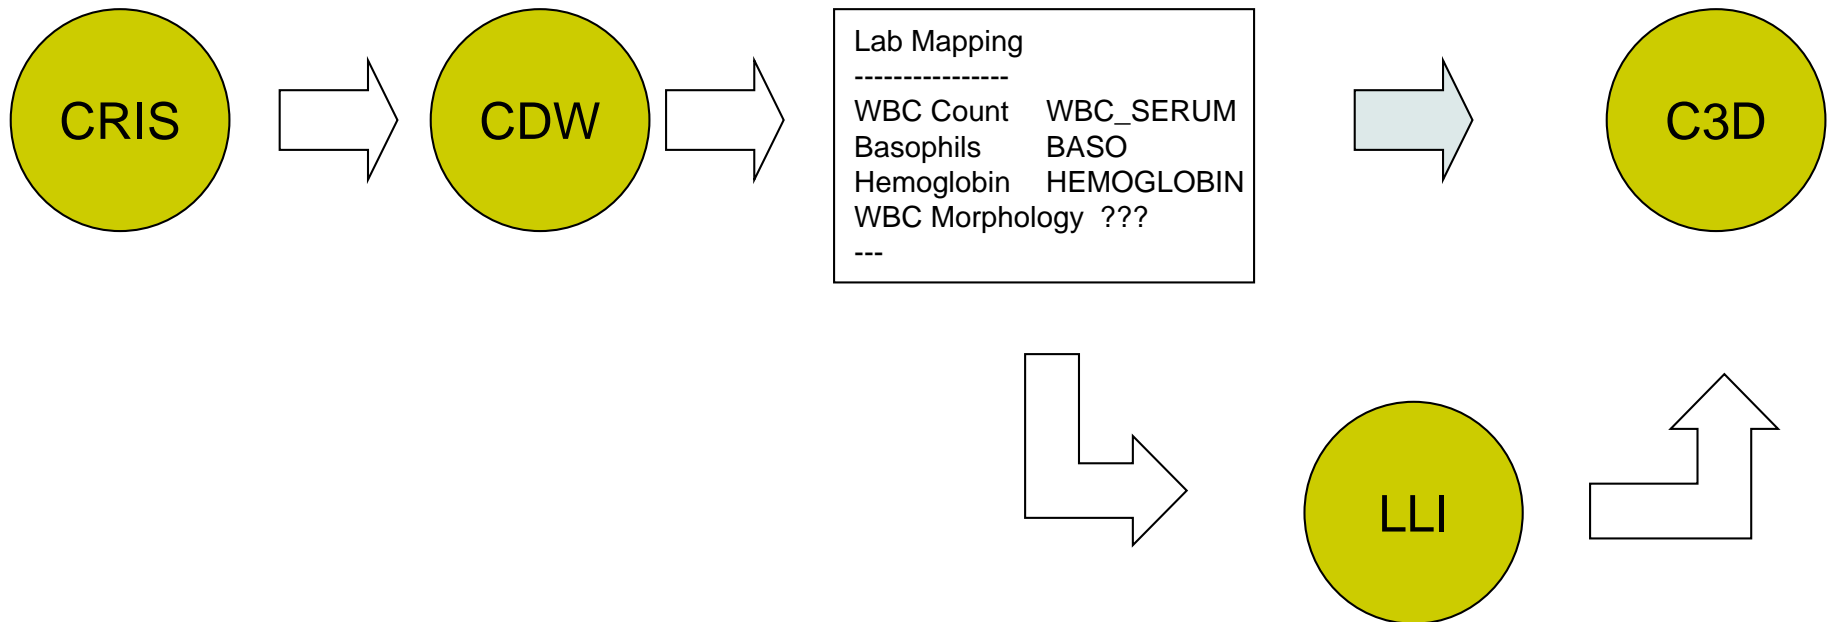 CRIS
CDW
Lab Mapping
----------------
WBC Count WBC_SERUM
Basophils BASO
Hemoglobin HEMOGLOBIN
WBC Morphology ???
---
C3D
LLI